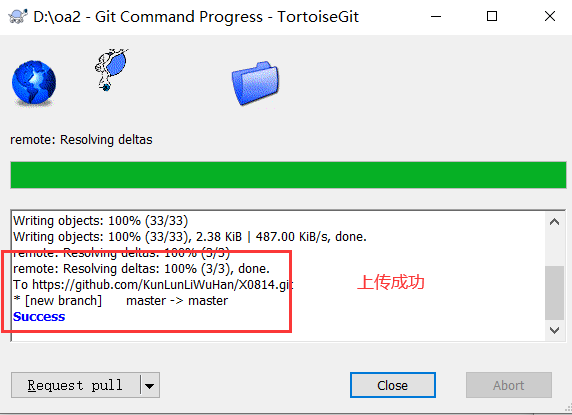 D:\oa2 - Git Command Progress - TortoiseGit
remote: Resolving deltas
Writing objects: 100% (33/33)
Writing objects: 100% (33/33), 2.38 KiB | 487.00 KiB/s, done.
remote: Resolving deltas: 100% (3/3)
remote: Resolving deltas: 100% (3/3), done.
To https://github.com/KunLunLiWuHan/X0814.git
* [new branch] master -> master
Success
上传成功
Request pull
Close
Abort